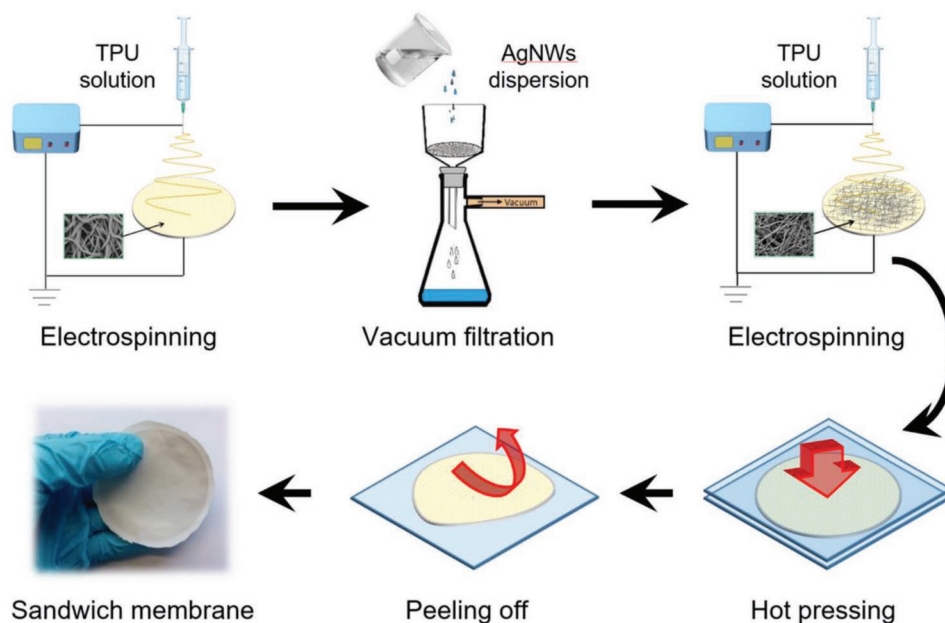 TPU
solution
AgNWs
dispersion
TPU
solution
Vacuum
Electrospinning
Vacuum filtration
Electrospinning
Sandwich membrane
Peeling off
Hot pressing